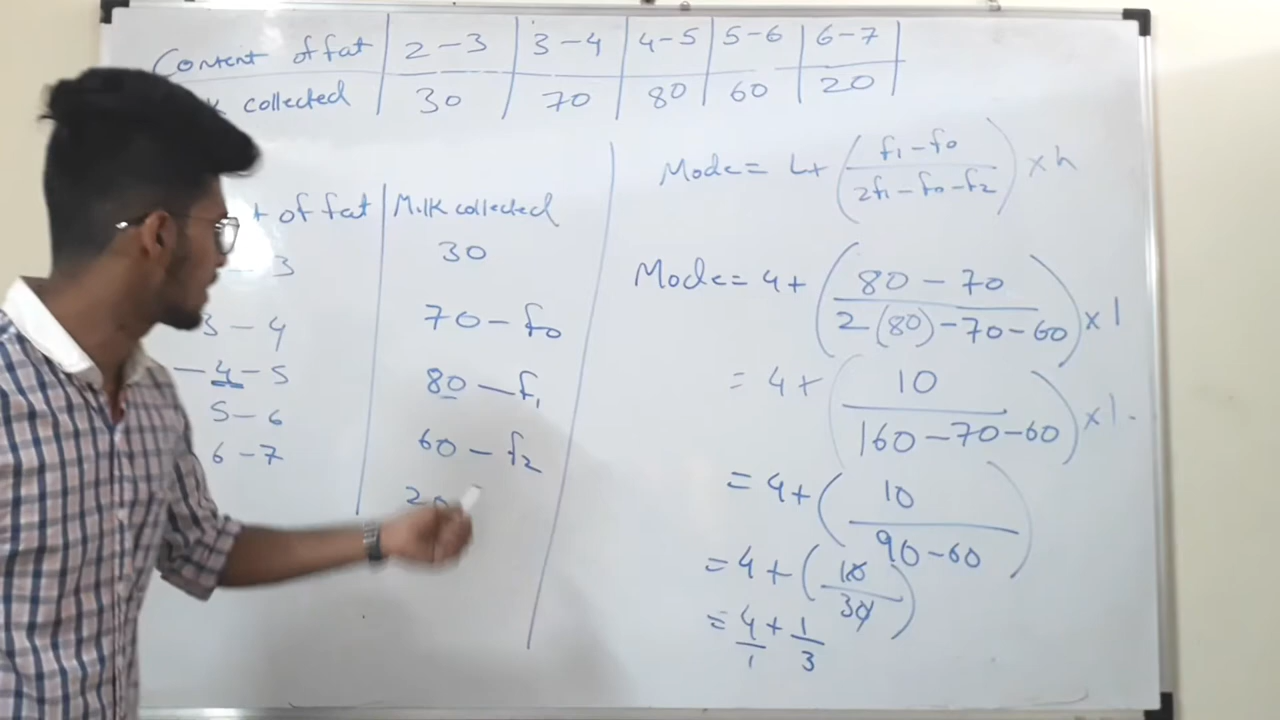 Content of fat 2-3 3-4 4-5 5-6 6-7
collected 30 70 80 60 20
of fat Milk collected
- 3 30
3 - 4 70 - f0
- 4 - 5 80 - f1
5 - 6 60 - f2
6 - 7 20
Mode = L + (f1 - f0 / 2f1 - f0 - f2) × h
Mode = 4 + (80 - 70 / 2(80) - 70 - 60) × 1
= 4 + (10 / 160 - 70 - 60) × 1.
= 4 + (10 / 90 - 60)
= 4 + (10 / 30)
= 4/1 + 1/3